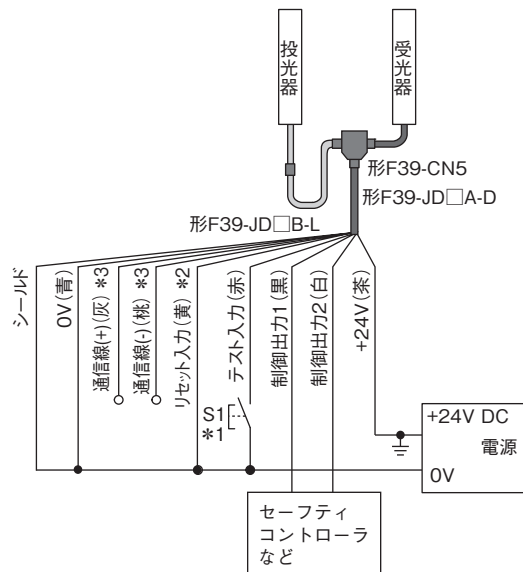 投光器
受光器
形F39-CN5
形F39-JD□A-D
形F39-JD□B-L
シールド
0V(青)
通信線(+)(灰) *3
通信線(-)(桃) *3
リセット入力(黄) *2
テスト入力(赤)
制御出力1(黒)
制御出力2(白)
+24V(茶)
S1
*1
+24V DC
電源
0V
セーフティ
コントローラ
など